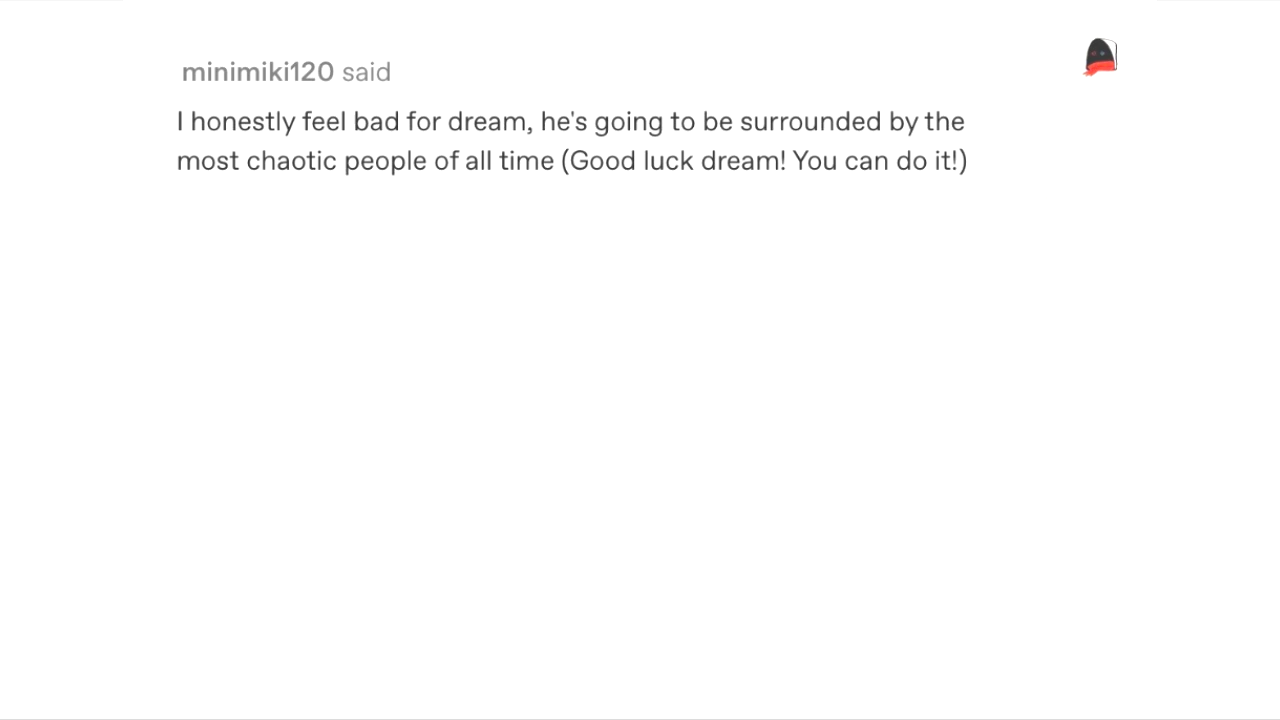 minimiki120 said
I honestly feel bad for dream, he's going to be surrounded by the
most chaotic people of all time (Good luck dream! You can do it!)